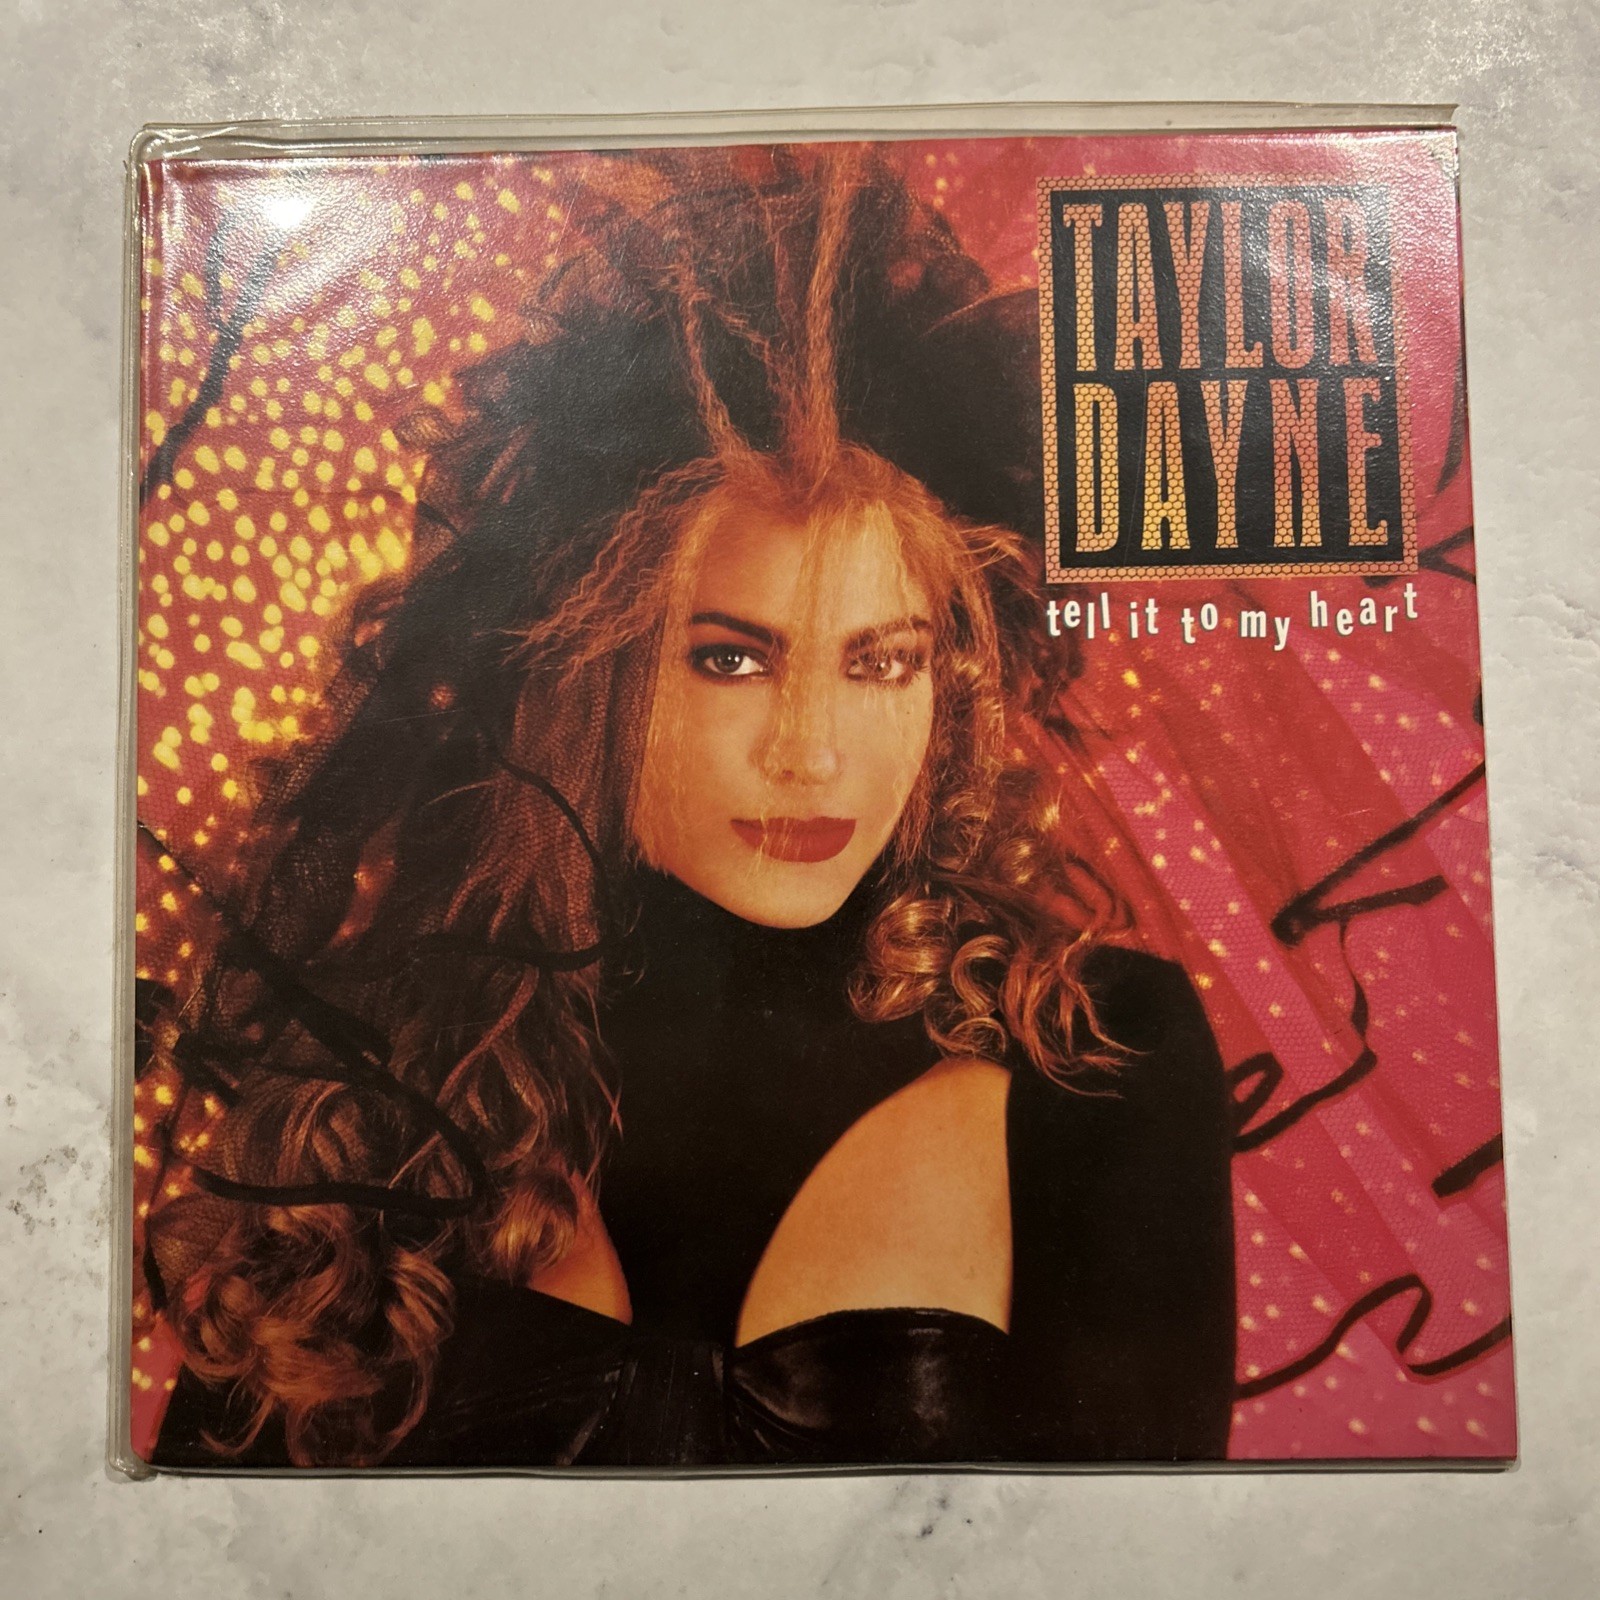 TAYLOR
DAYNE
tell it to my heart